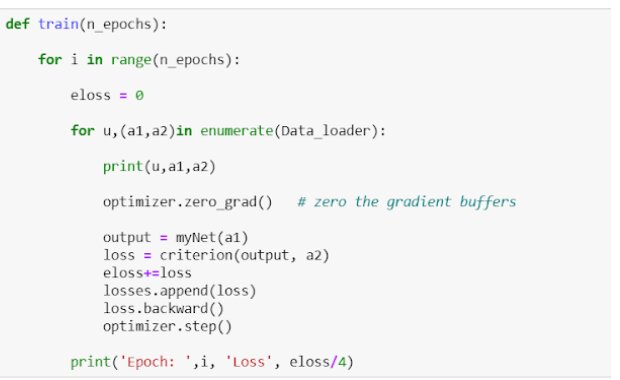 def train(n_epochs):
    for i in range(n_epochs):
        eloss = 0
        for u,(a1,a2)in enumerate(Data_loader):
            print(u,a1,a2)
            optimizer.zero_grad()   # zero the gradient buffers
            output = myNet(a1)
            loss = criterion(output, a2)
            eloss+=loss
            losses.append(loss)
            loss.backward()
            optimizer.step()
        print('Epoch: ',i, 'Loss', eloss/4)